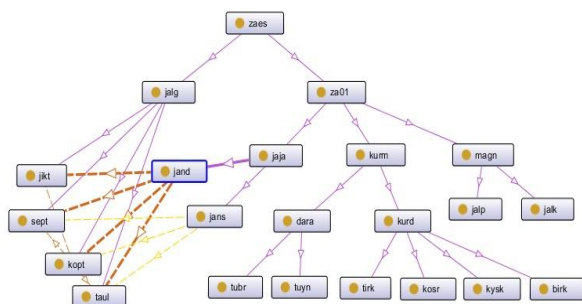 zaes
jalg
za01
jaja
kurm
magn
jikt
jand
sept
jans
dara
kurd
jalp
jalk
kopt
taul
tubr
tuyn
tirk
kosr
kysk
birk